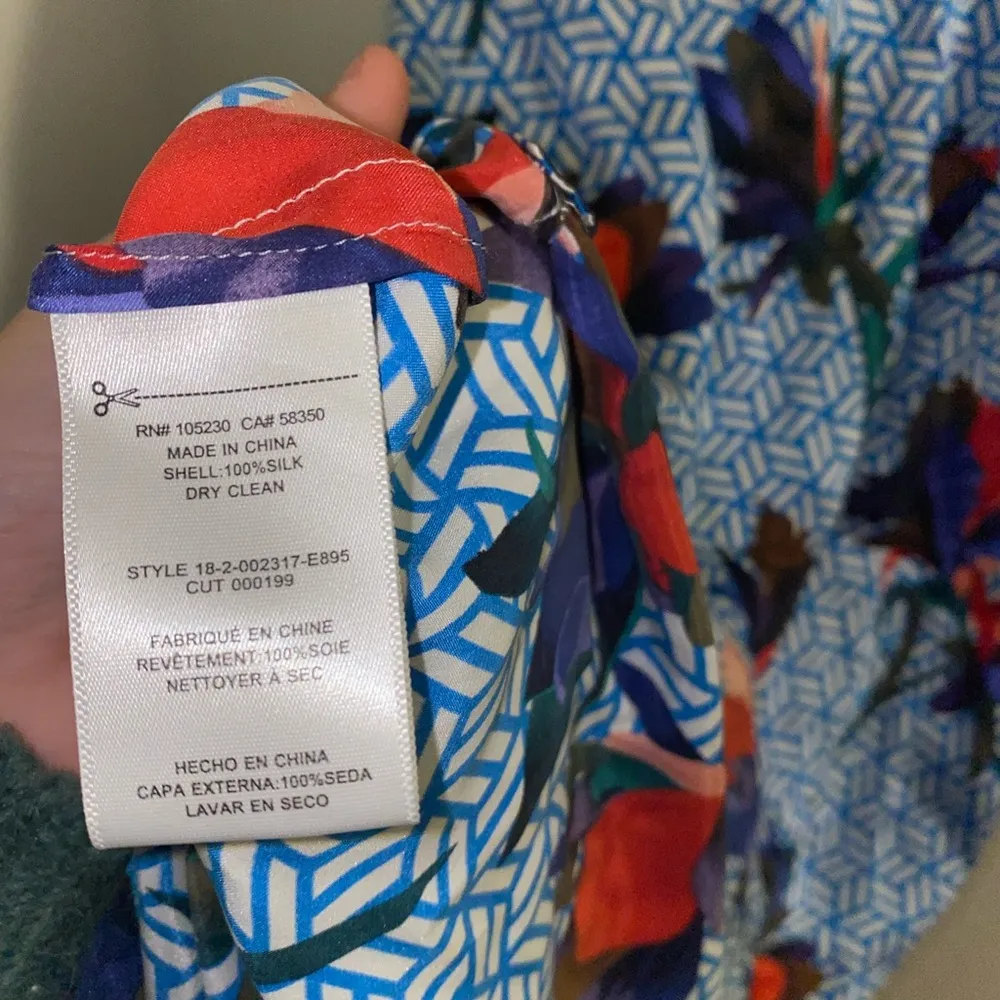 RN# 105230 CA# 58350
MADE IN CHINA
SHELL:100%SILK
DRY CLEAN
STYLE 18-2-002317-E895
CUT 000199
FABRIQUÉ EN CHINE
REVÊTEMENT:100%SOIE
NETTOYER À SEC
HECHO EN CHINA
CAPA EXTERNA:100%SEDA
LAVAR EN SECO